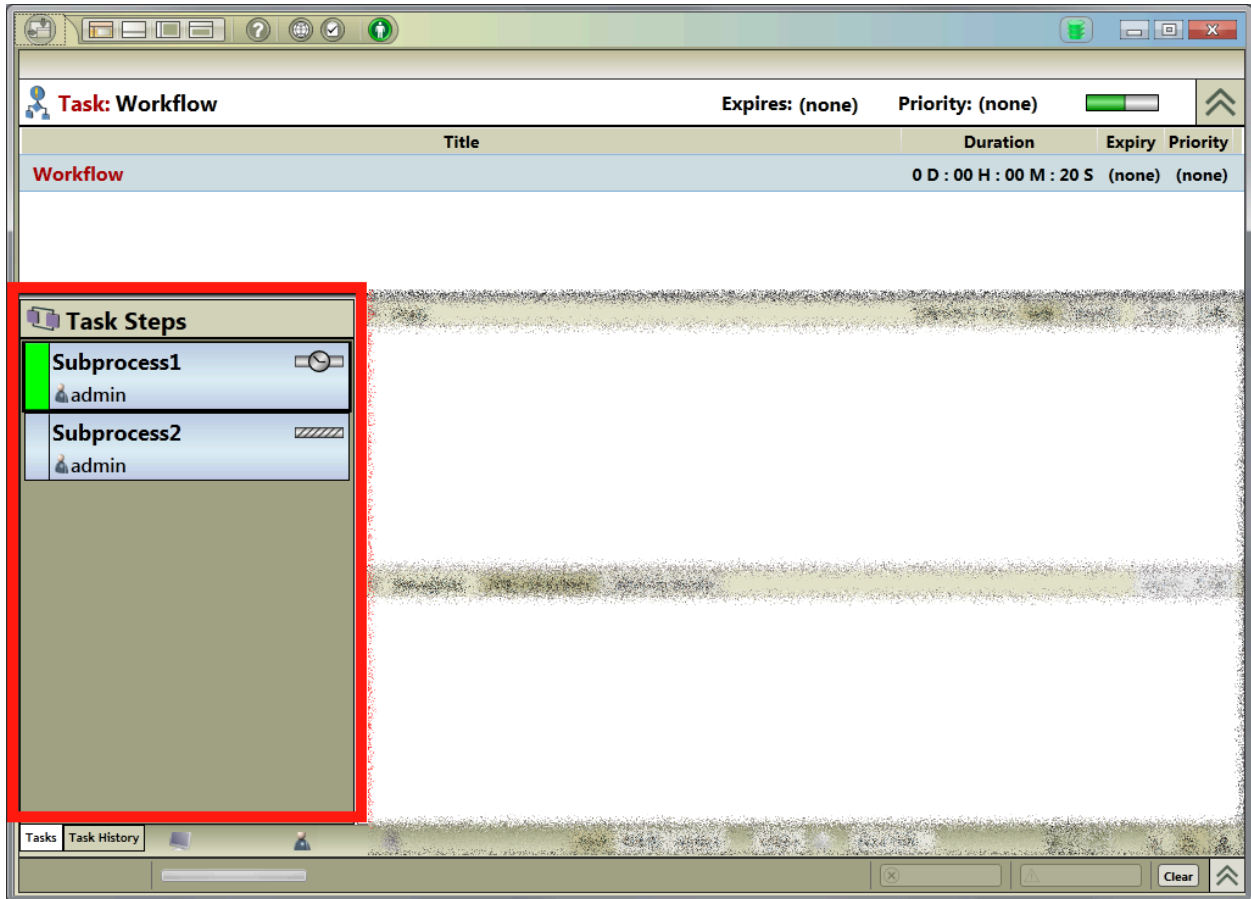 Task: Workflow Expires: (none) Priority: (none)
Title Duration Expiry Priority
Workflow 0 D : 00 H : 00 M : 20 S (none) (none)
Task Steps
Subprocess1
admin
Subprocess2
admin
Tasks Task History
Clear